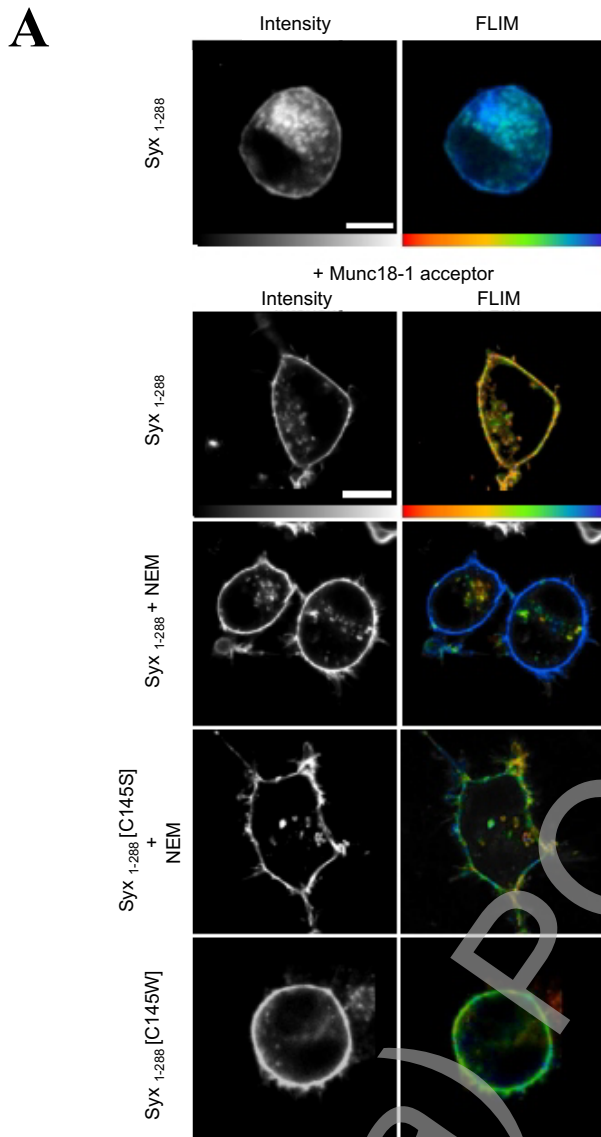 A
Intensity FLIM
Syx 1-288
+ Munc18-1 acceptor
Intensity FLIM
Syx 1-288
Syx 1-288 + NEM
Syx 1-288 [C145S]
+
NEM
Syx 1-288 [C145W]
) PO